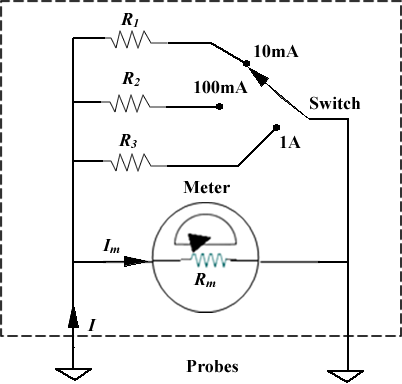 R1
10mA
R2
100mA
Switch
R3
1A
Meter
Im
Rm
I
Probes